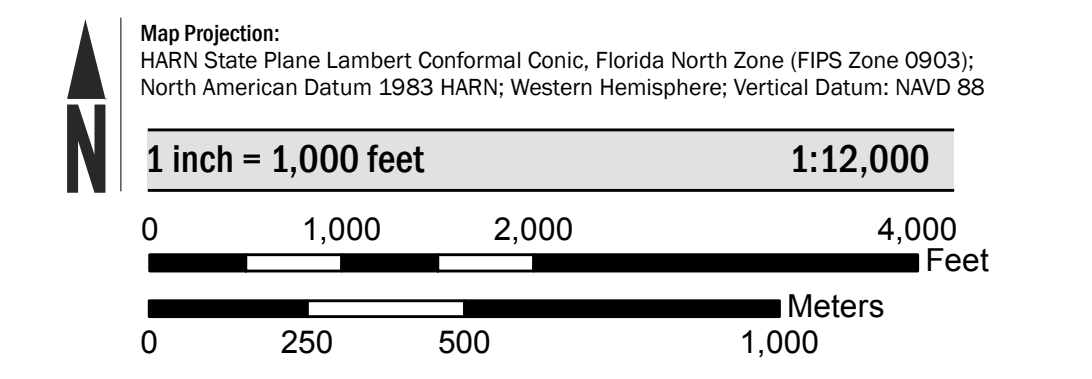 N
Map Projection:
HARN State Plane Lambert Conformal Conic, Florida North Zone (FIPS Zone 0903);
North American Datum 1983 HARN; Western Hemisphere; Vertical Datum: NAVD 88
1 inch = 1,000 feet 1:12,000
0 1,000 2,000 4,000
Feet
Meters
0 250 500 1,000